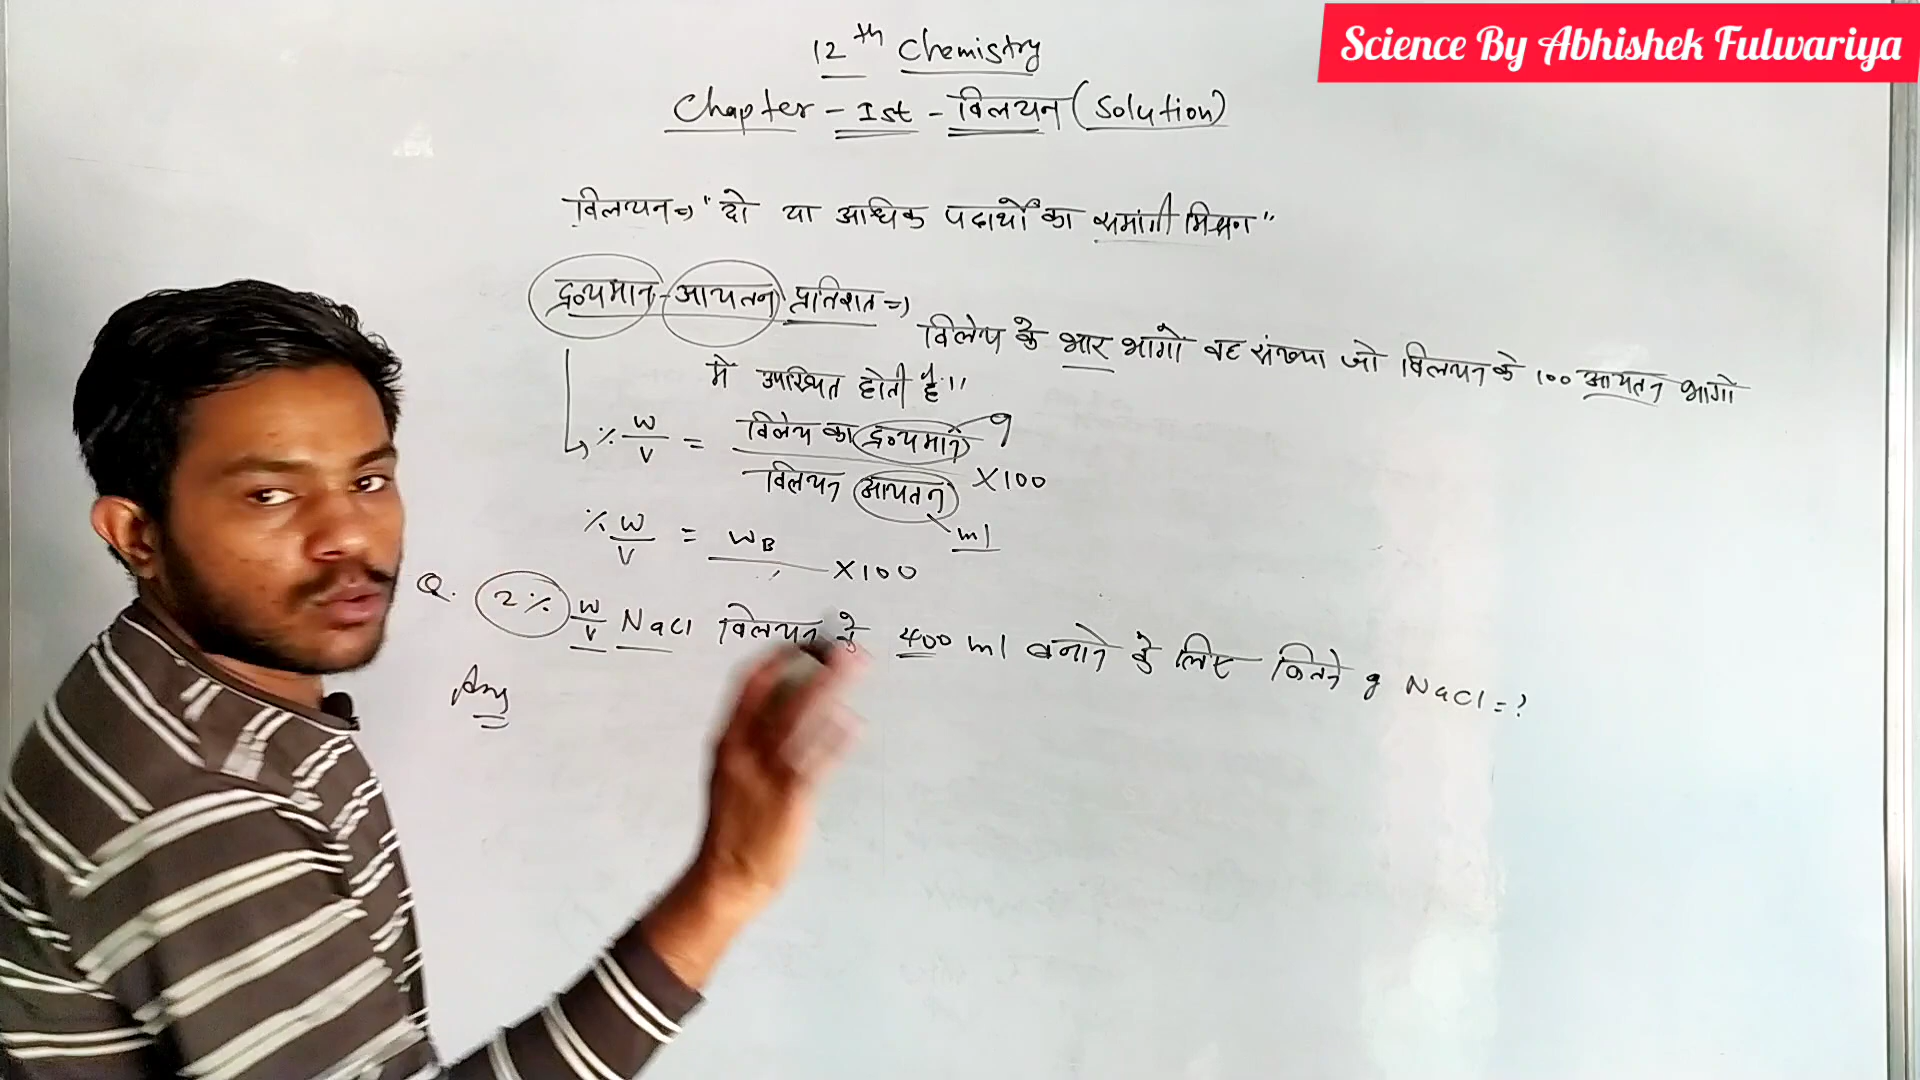 Science By Abhishek Fulwariya
12th Chemistry
Chapter - Ist - विलयन (Solution)
विलयन => "दो या अधिक पदार्थों का समांगी मिश्रण"
द्रव्यमान - आयतन प्रतिशत =>
विलेय के भार भागों वह संख्या जो विलयन के 100 आयतन भागों
में उपस्थित होती है।"
% w/v = विलेय का द्रव्यमान g / विलयन आयतन ml × 100
% w/v = WB / × 100
Q. 2% w/v NaCl विलयन के 400 ml बनाने के लिए कितने g NaCl = ?
Ans